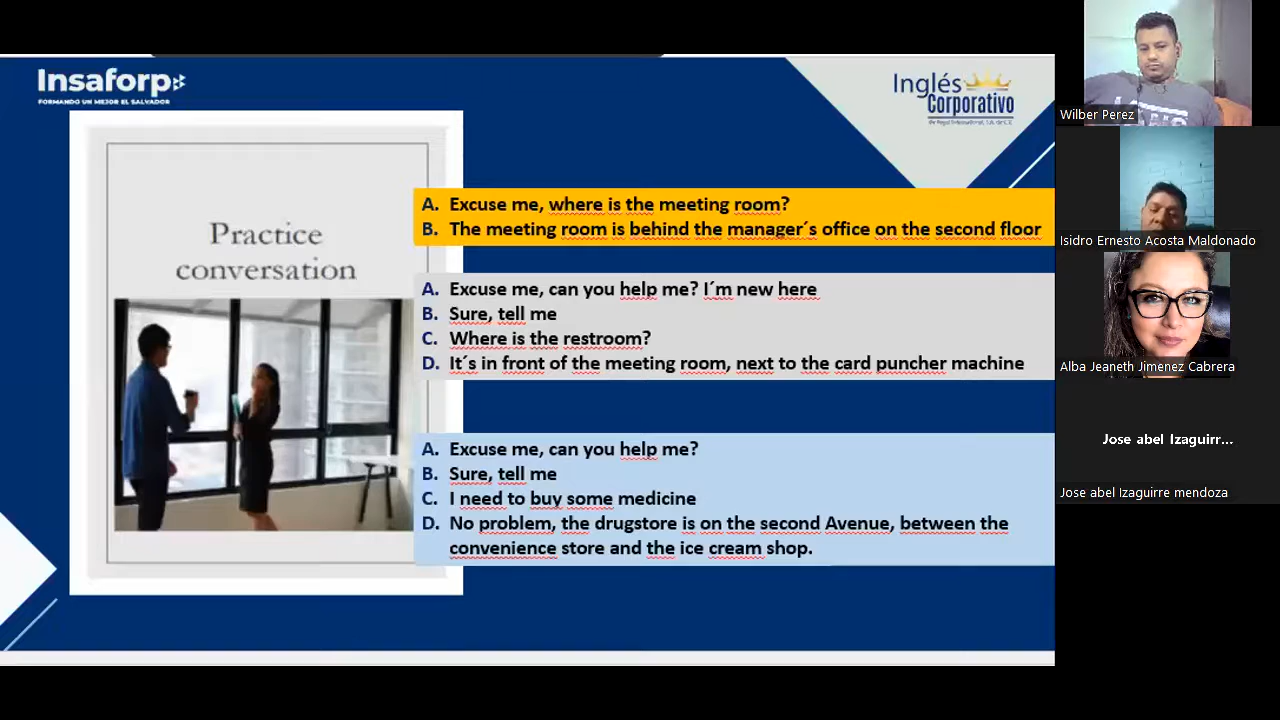 Insaforp
FORMANDO UN MEJOR EL SALVADOR
Inglés
Corporativo
Practice
conversation
A. Excuse me, where is the meeting room?
B. The meeting room is behind the manager´s office on the second floor
A. Excuse me, can you help me? I´m new here
B. Sure, tell me
C. Where is the restroom?
D. It´s in front of the meeting room, next to the card puncher machine
A. Excuse me, can you help me?
B. Sure, tell me
C. I need to buy some medicine
D. No problem, the drugstore is on the second Avenue, between the
convenience store and the ice cream shop.
Wilber Perez
Isidro Ernesto Acosta Maldonado
Alba Jeaneth Jimenez Cabrera
Jose abel Izaguirr...
Jose abel Izaguirre mendoza